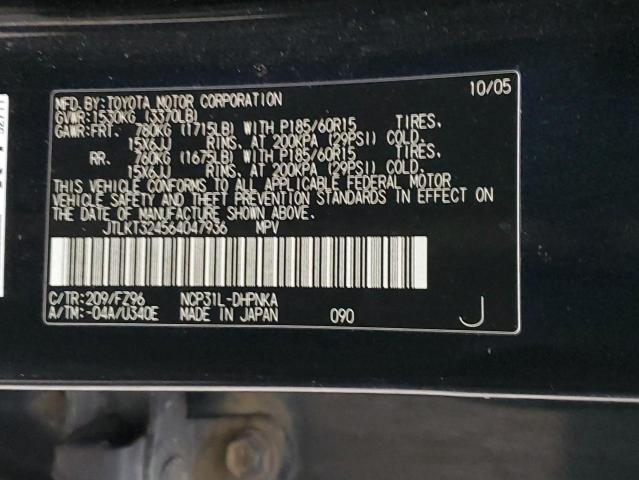 10/05
MFD.BY:TOYOTA MOTOR CORPORATION
GVWR:1530KG (3370LB)
GAWR:FRT. 780KG (1715LB) WITH P185/60R15 TIRES.
15X6JJ RIMS, AT 200KPA (29PSI) COLD.
RR. 760KG (1675LB) WITH P185/60R15 TIRES.
15X6JJ RIMS, AT 200KPA (29PSI) COLD.
THIS VEHICLE CONFORMS TO ALL APPLICABLE FEDERAL MOTOR
VEHICLE SAFETY AND THEFT PREVENTION STANDARDS IN EFFECT ON
THE DATE OF MANUFACTURE SHOWN ABOVE.
JTLKT324564047936 MPV
C/TR:209/FZ96 NCP31L-DHPNKA
A/TM:-04A/U340E MADE IN JAPAN 090 J